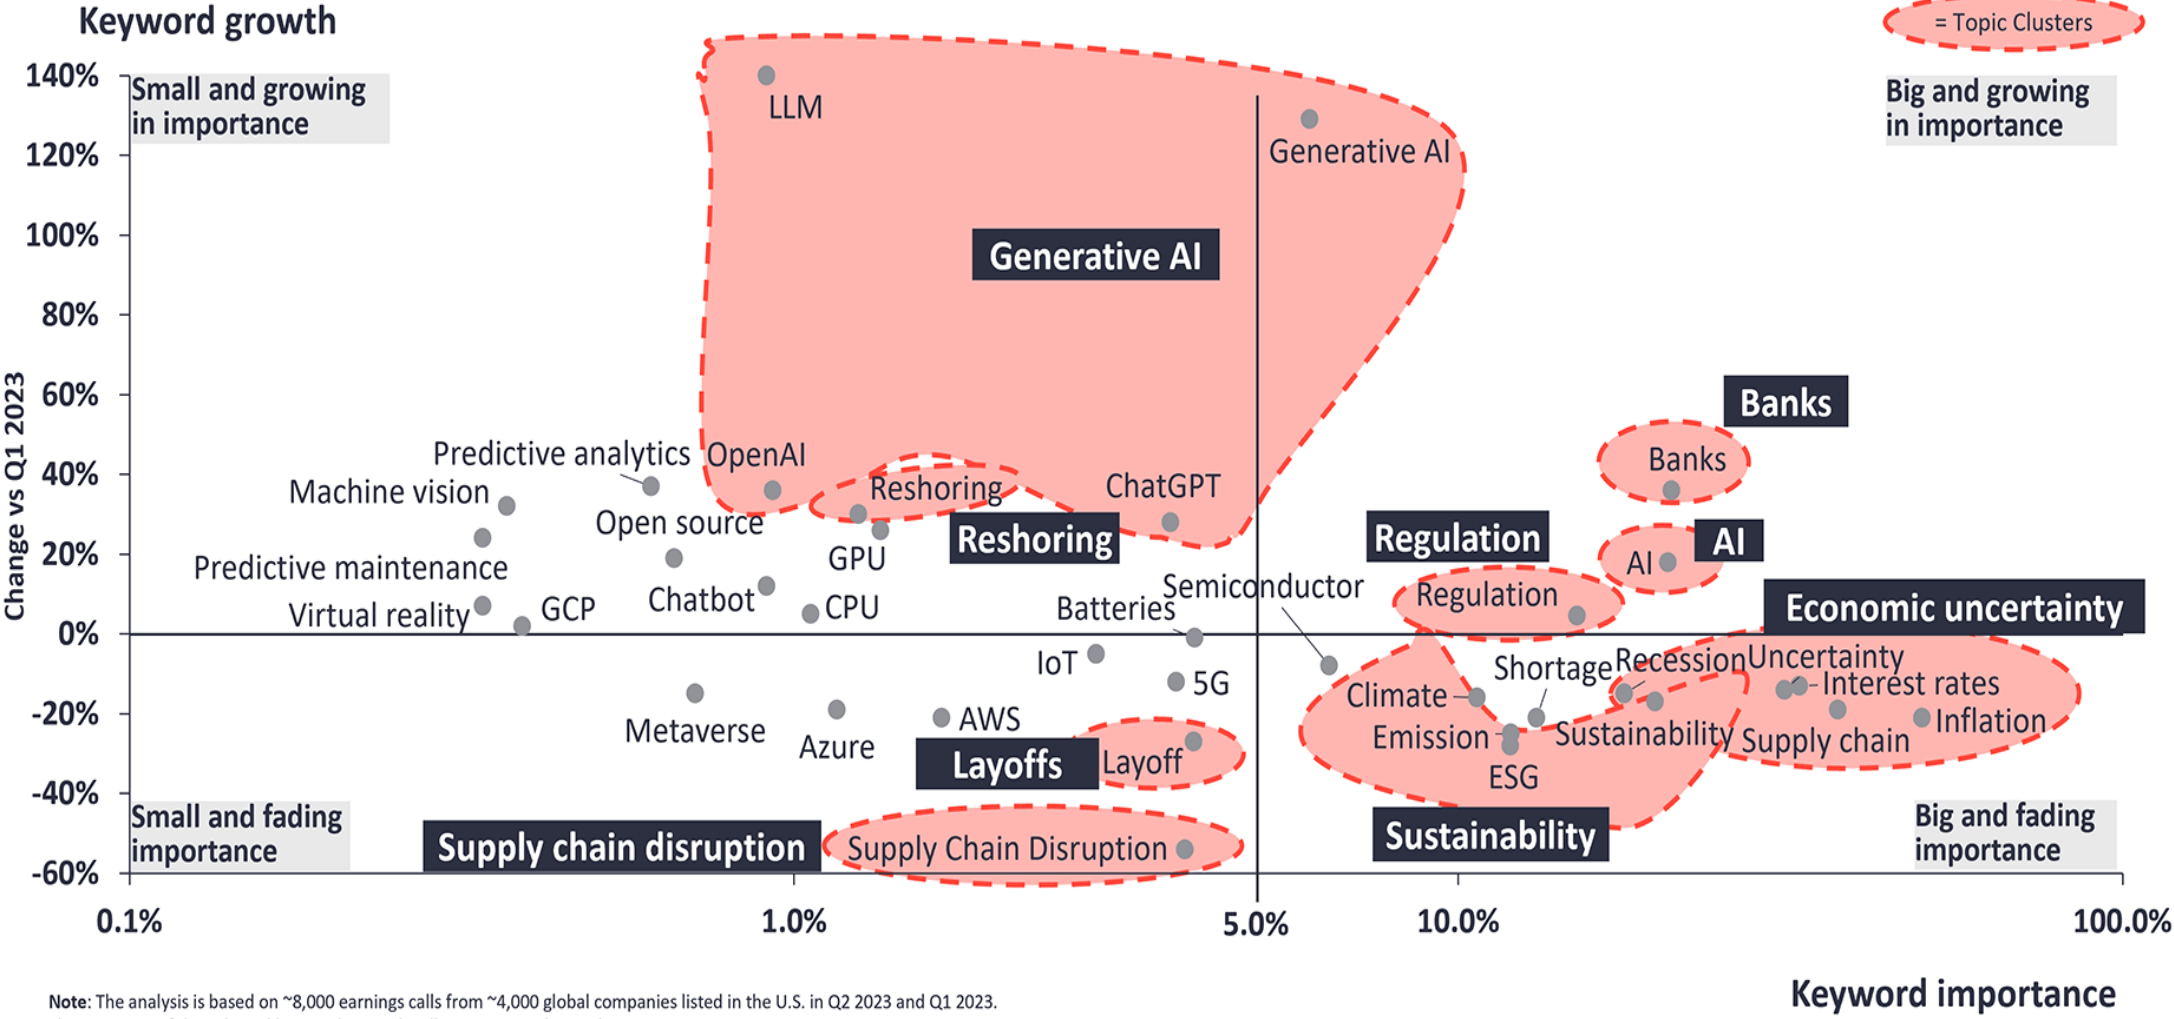 Keyword growth
= Topic Clusters
140%
Small and growing
in importance
Big and growing
in importance
LLM
Generative AI
120%
100%
Generative AI
80%
60%
Banks
Change vs Q1 2023
Predictive analytics
OpenAI
Banks
40%
Machine vision
Reshoring
ChatGPT
Open source
Reshoring
Regulation
AI
20%
GPU
AI
Predictive maintenance
Semiconductor
Chatbot
Regulation
Virtual reality
GCP
CPU
Batteries
Economic uncertainty
0%
IoT
5G
Shortage
Recession
Uncertainty
Climate
Interest rates
-20%
Metaverse
Azure
AWS
Emission
Sustainability
Supply chain
Inflation
Layoffs
Layoff
ESG
-40%
Small and fading
importance
Supply chain disruption
Supply Chain Disruption
Sustainability
Big and fading
importance
-60%
0.1%
1.0%
5.0%
10.0%
100.0%
Keyword importance
Note: The analysis is based on ~8,000 earnings calls from ~4,000 global companies listed in the U.S. in Q2 2023 and Q1 2023.